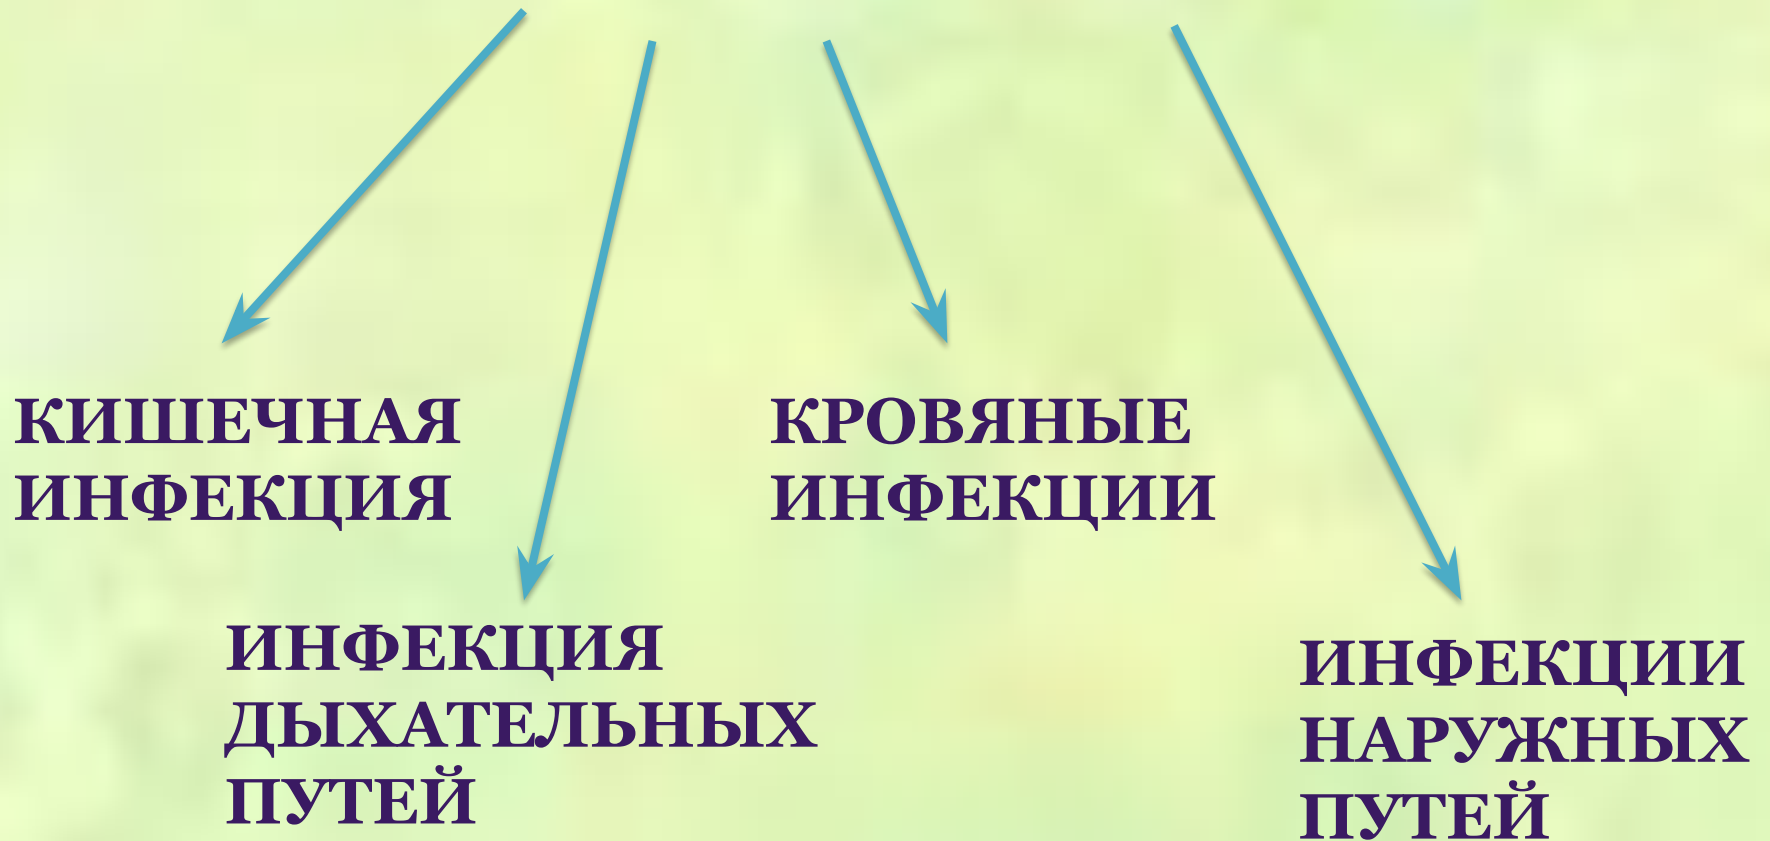 КИШЕЧНАЯ
ИНФЕКЦИЯ
КРОВЯНЫЕ
ИНФЕКЦИИ
ИНФЕКЦИЯ
ДЫХАТЕЛЬНЫХ
ПУТЕЙ
ИНФЕКЦИИ
НАРУЖНЫХ
ПУТЕЙ